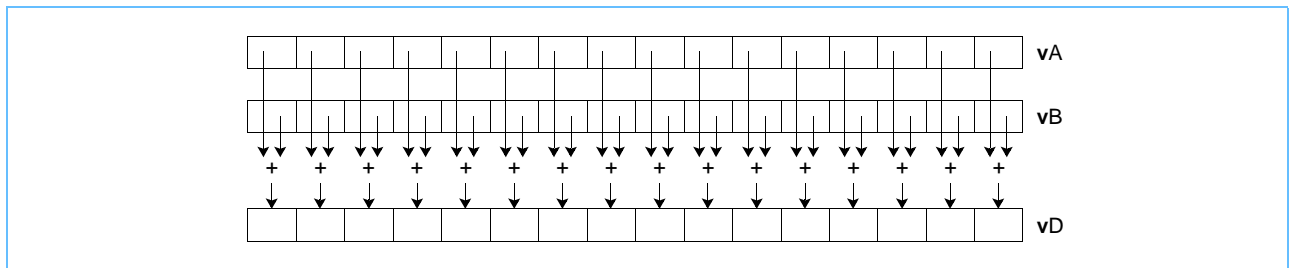 vA
vB
+ + + + + + + + + + + + + + + +
vD